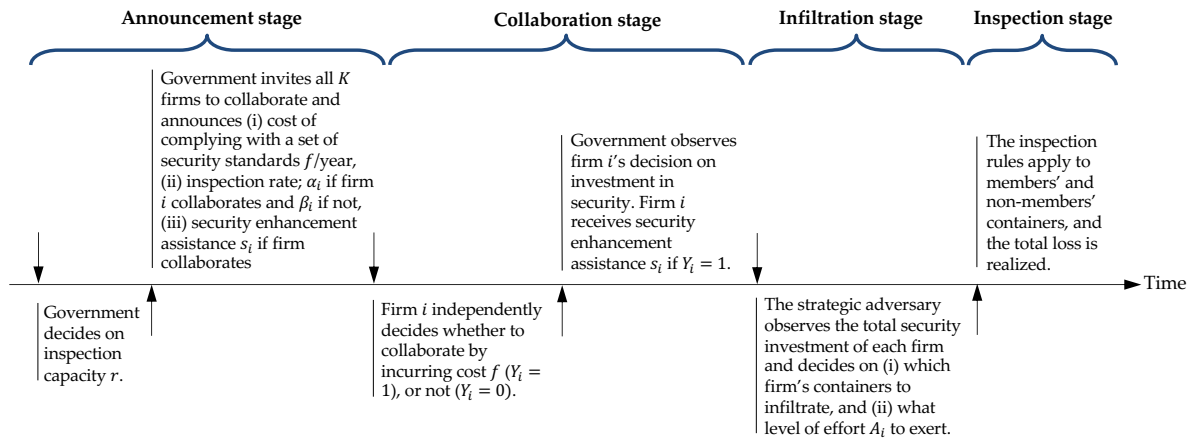 Announcement stage
Collaboration stage
Infiltration stage
Inspection stage
Government invites all K
firms to collaborate and
announces (i) cost of
complying with a set of
security standards f/year,
(ii) inspection rate; αᵢ if firm
i collaborates and βᵢ if not,
(iii) security enhancement
assistance sᵢ if firm
collaborates
Government observes
firm i's decision on
investment in
security. Firm i
receives security
enhancement
assistance sᵢ if Yᵢ = 1.
The inspection
rules apply to
members' and
non-members'
containers, and
the total loss is
realized.
Time
Government
decides on
inspection
capacity r.
Firm i independently
decides whether to
collaborate by
incurring cost f (Yᵢ =
1), or not (Yᵢ = 0).
The strategic adversary
observes the total security
investment of each firm
and decides on (i) which
firm's containers to
infiltrate, and (ii) what
level of effort Aᵢ to exert.